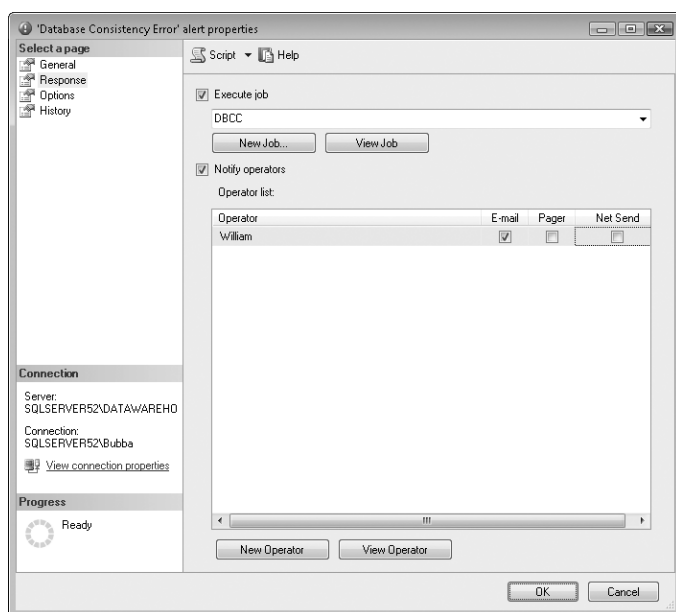 'Database Consistency Error' alert properties
Select a page
General
Response
Options
History
Script
Help
Execute job
DBCC
New Job...
View Job
Notify operators
Operator list:
Operator
E-mail
Pager
Net Send
William
Connection
Server:
SQLSERVER52\DATAWAREHO
Connection:
SQLSERVER52\Bubba
View connection properties
Progress
Ready
New Operator
View Operator
OK
Cancel